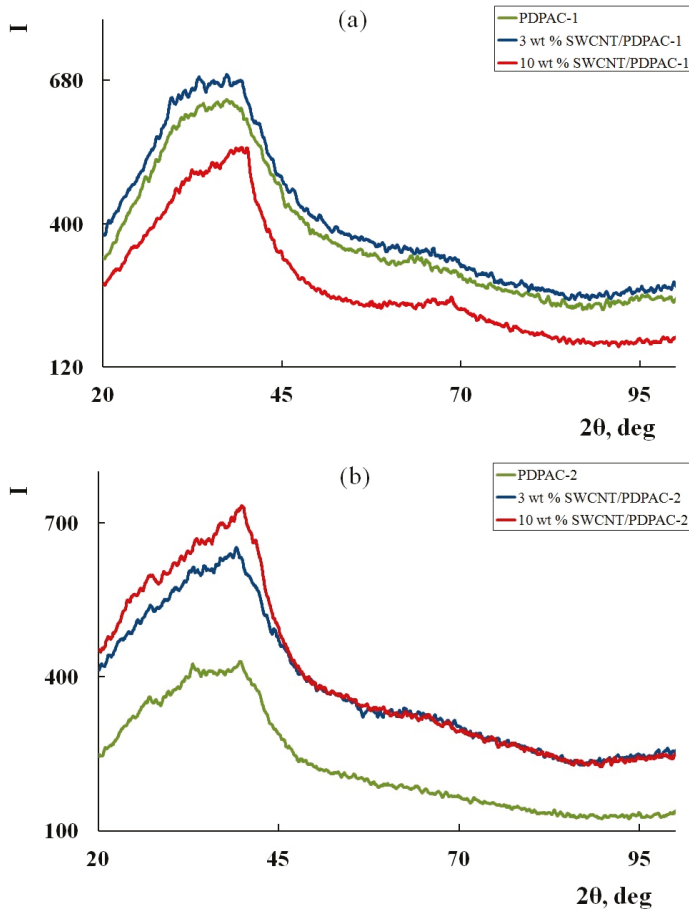 I
(a)
PDPAC-1
3 wt % SWCNT/PDPAC-1
10 wt % SWCNT/PDPAC-1
680
400
120
20 45 70 95
2θ, deg
I
(b)
PDPAC-2
3 wt % SWCNT/PDPAC-2
10 wt % SWCNT/PDPAC-2
700
400
100
20 45 70 95
2θ, deg